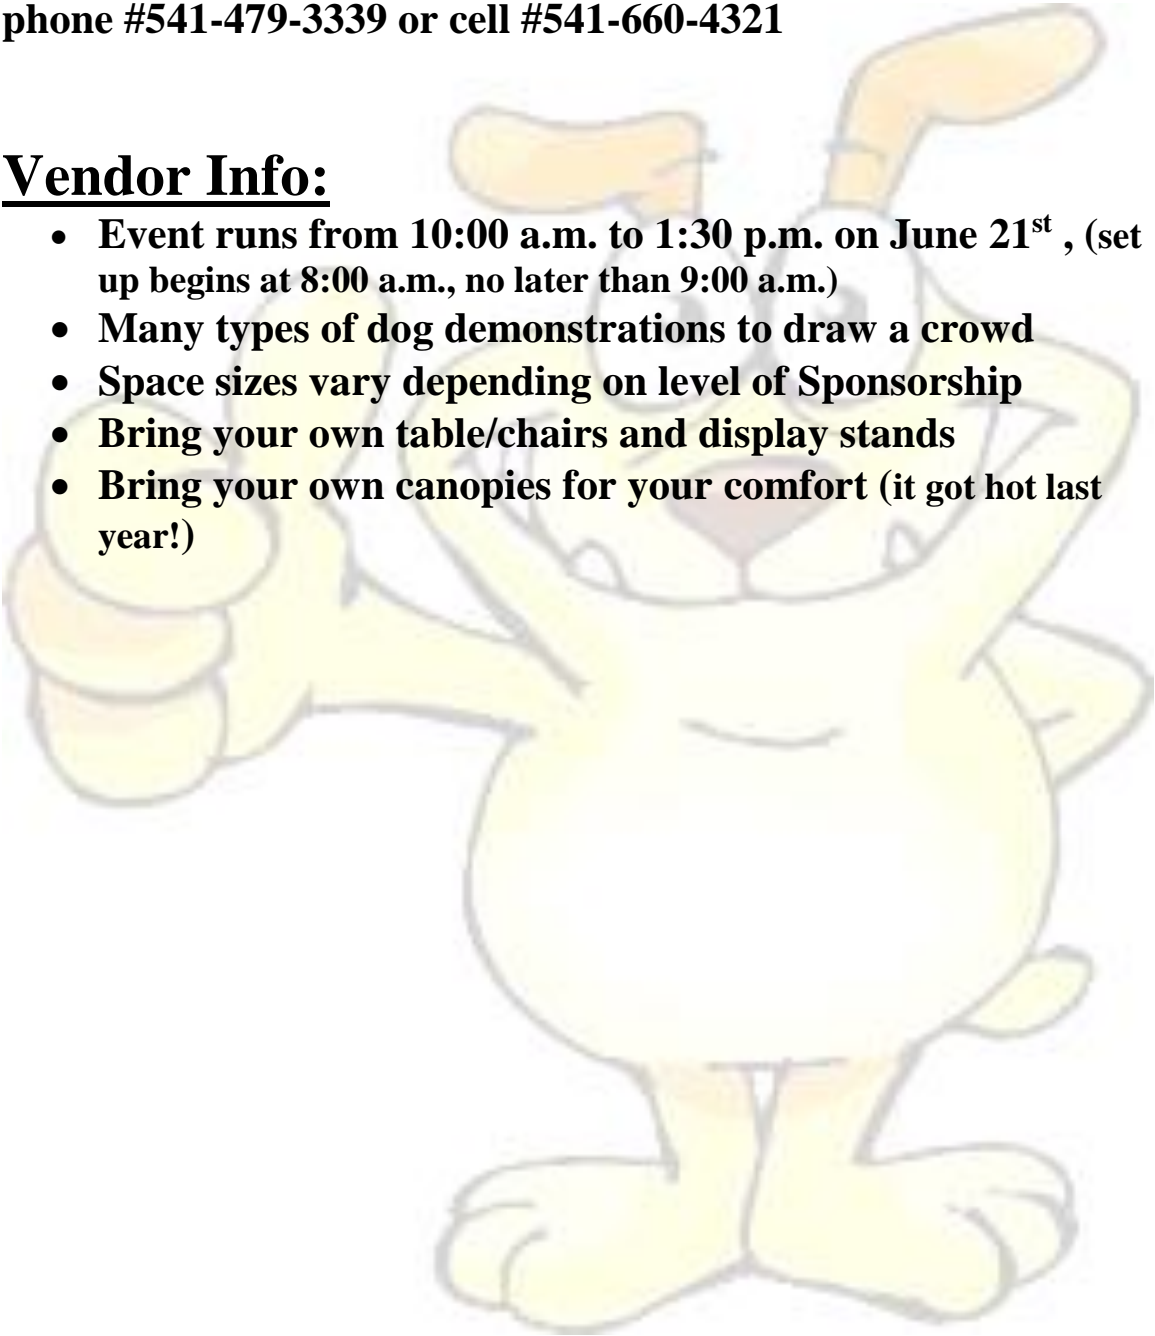 phone #541-479-3339 or cell #541-660-4321
Vendor Info:
• Event runs from 10:00 a.m. to 1:30 p.m. on June 21st , (set
up begins at 8:00 a.m., no later than 9:00 a.m.)
• Many types of dog demonstrations to draw a crowd
• Space sizes vary depending on level of Sponsorship
• Bring your own table/chairs and display stands
• Bring your own canopies for your comfort (it got hot last
year!)